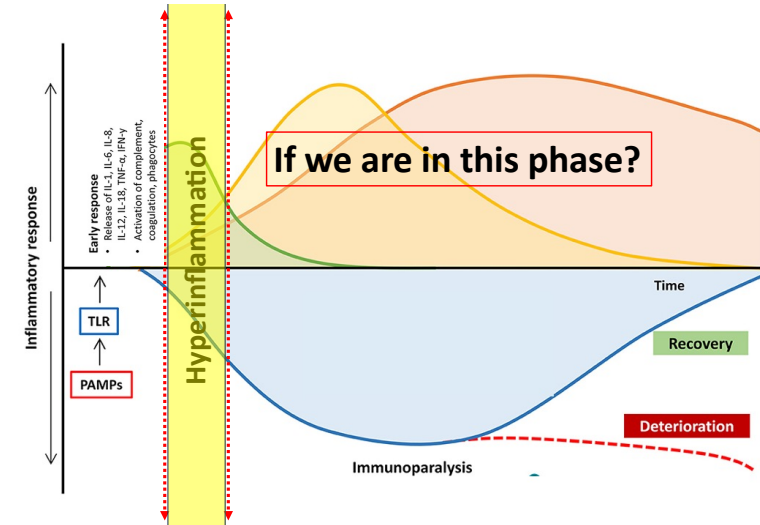 Inflammatory response
Early response
• Release of IL-1, IL-6, IL-8,
IL-12, IL-18, TNF-α, IFN-γ
• Activation of complement,
coagulation, phagocytes
Hyperinflammation
If we are in this phase?
Time
TLR
PAMPs
Recovery
Deterioration
Immunoparalysis